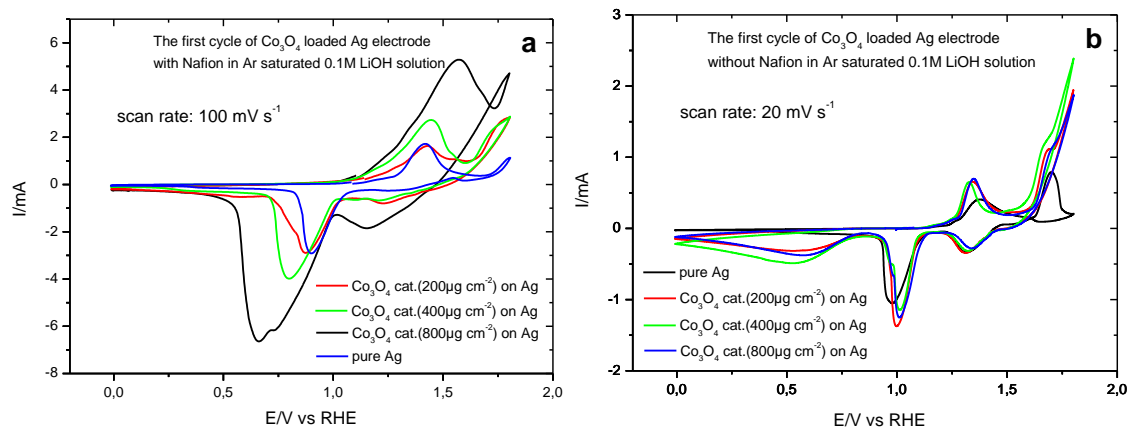 a
The first cycle of Co₃O₄ loaded Ag electrode
with Nafion in Ar saturated 0.1M LiOH solution
scan rate: 100 mV s⁻¹
Co₃O₄ cat.(200µg cm⁻²) on Ag
Co₃O₄ cat.(400µg cm⁻²) on Ag
Co₃O₄ cat.(800µg cm⁻²) on Ag
pure Ag
I/mA
6
4
2
0
-2
-4
-6
-8
0,0 0,5 1,0 1,5 2,0
E/V vs RHE
b
The first cycle of Co₃O₄ loaded Ag electrode
without Nafion in Ar saturated 0.1M LiOH solution
scan rate: 20 mV s⁻¹
pure Ag
Co₃O₄ cat.(200µg cm⁻²) on Ag
Co₃O₄ cat.(400µg cm⁻²) on Ag
Co₃O₄ cat.(800µg cm⁻²) on Ag
I/mA
3
2
1
0
-1
-2
0,0 0,5 1,0 1,5 2,0
E/V vs RHE